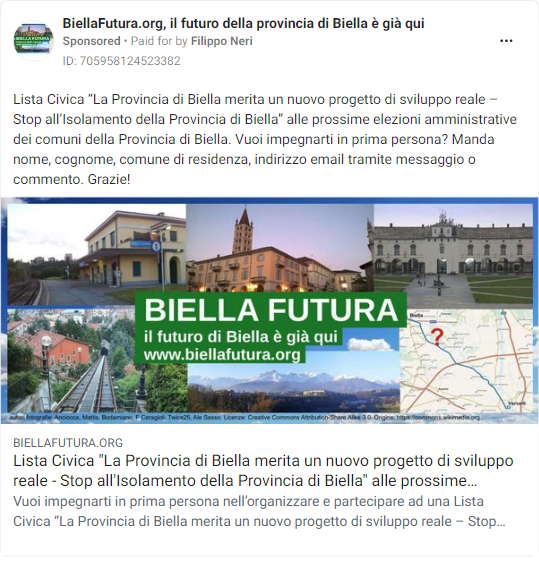 BiellaFutura.org, il futuro della provincia di Biella è già qui
Sponsored • Paid for by Filippo Neri
ID: 705958124523382
Lista Civica “La Provincia di Biella merita un nuovo progetto di sviluppo reale –
Stop all’Isolamento della Provincia di Biella” alle prossime elezioni amministrative
dei comuni della Provincia di Biella. Vuoi impegnarti in prima persona? Manda
nome, cognome, comune di residenza, indirizzo email tramite messaggio o
commento. Grazie!
BIELLA FUTURA
il futuro di Biella è già qui
www.biellafutura.org
Biella
?
Vercelli
autori fotografie: Anciocca, Mattis, Bodemiano, F Ceragioli, Twice25, Ale Sasso. Licenze: Creative Commons Attribution-Share Alike 3.0. Origine: https://commons.wikimedia.org
BIELLAFUTURA.ORG
Lista Civica "La Provincia di Biella merita un nuovo progetto di sviluppo
reale - Stop all'Isolamento della Provincia di Biella" alle prossime...
Vuoi impegnarti in prima persona nell’organizzare e partecipare ad una Lista
Civica “La Provincia di Biella merita un nuovo progetto di sviluppo reale – Stop...